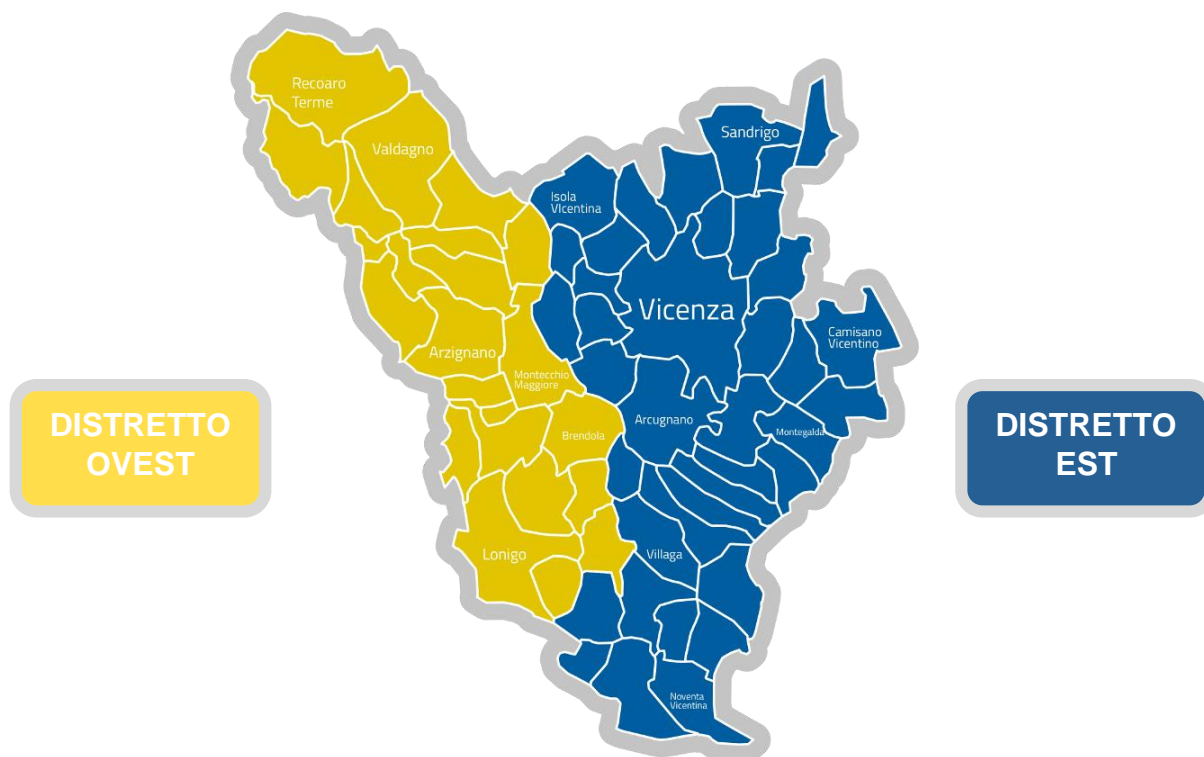 Recoaro
Terme
Sandrigo
Valdagno
Isola
VIcentina
Vicenza
Camisano
Vicentino
Arzignano
Montecchio
Maggiore
DISTRETTO
OVEST
Arcugnano
Brendola
Montegalda
DISTRETTO
EST
Lonigo
Villaga
Noventa
Vicentina